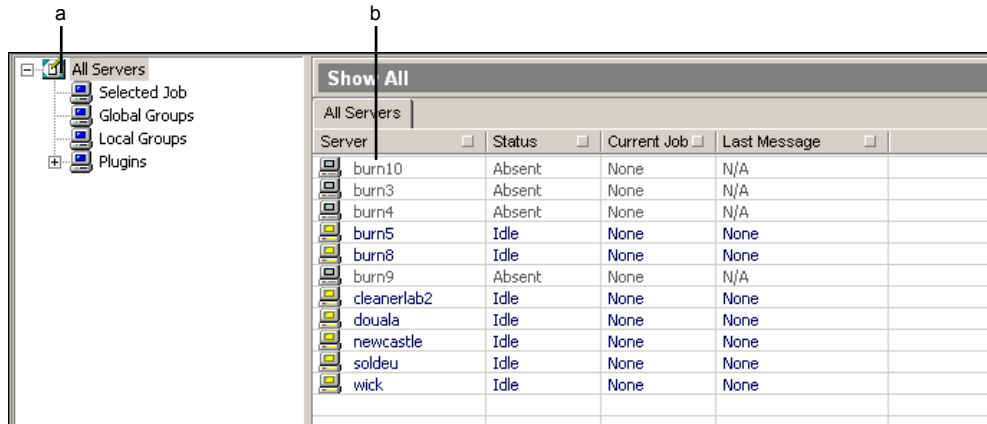 a b
All Servers
Selected Job
Global Groups
Local Groups
Plugins
Show All
All Servers
Server Status Current Job Last Message
burn10 Absent None N/A
burn3 Absent None N/A
burn4 Absent None N/A
burn5 Idle None None
burn8 Idle None None
burn9 Absent None N/A
cleanerlab2 Idle None None
douala Idle None None
newcastle Idle None None
soldeu Idle None None
wick Idle None None